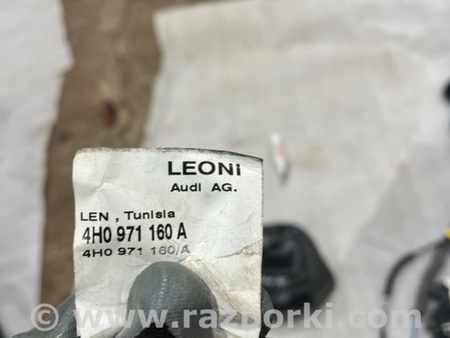 LEONI
Audi AG.
LEN , Tunisia
4H0 971 160 A
4H0 971 160/A
© www.razborki.com